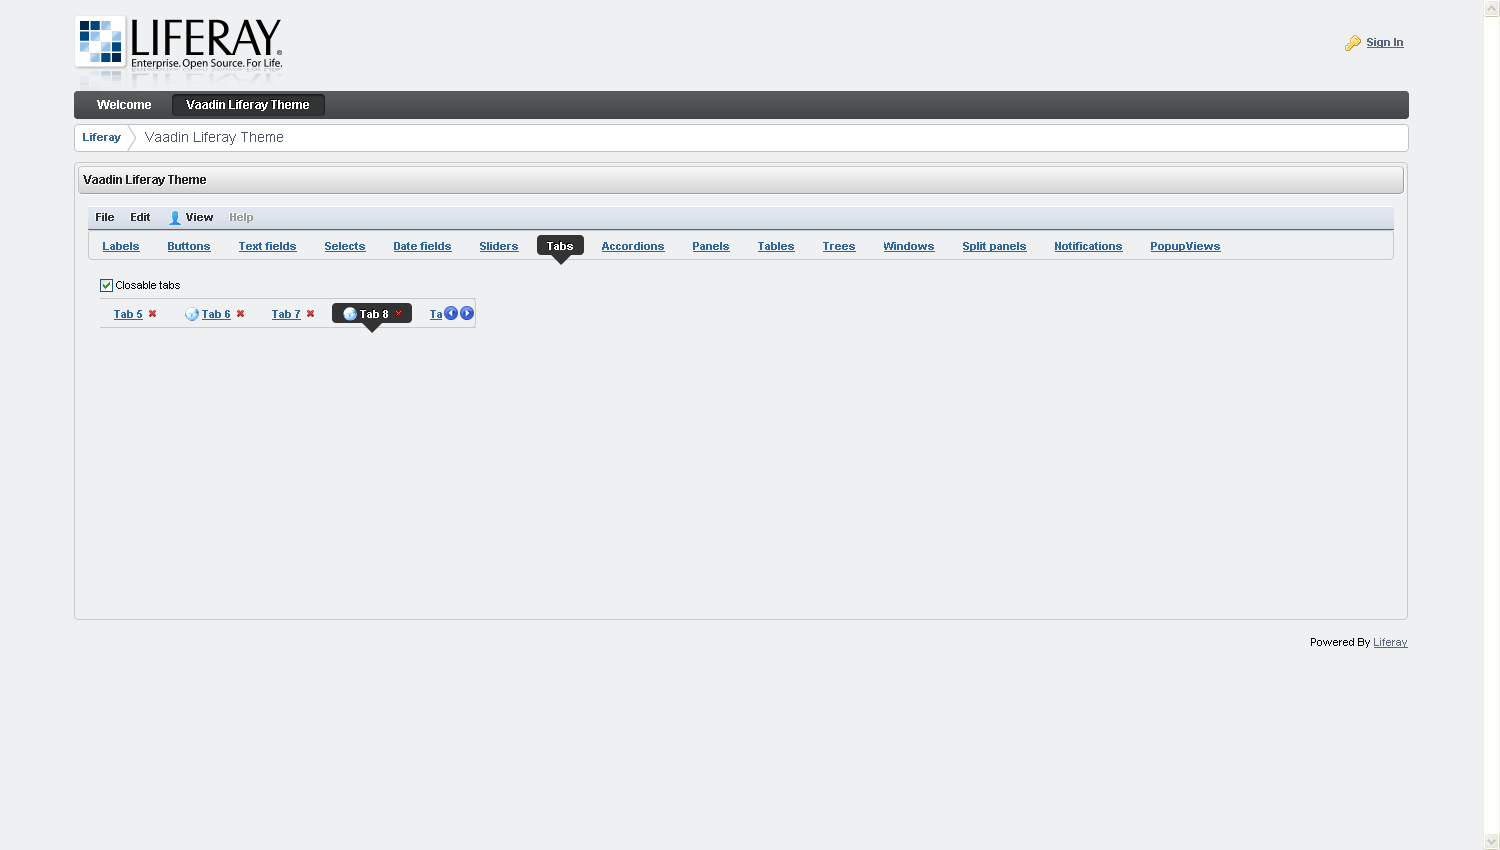 LIFERAY
Enterprise. Open Source. For Life.
Sign In
Welcome Vaadin Liferay Theme
Liferay Vaadin Liferay Theme
Vaadin Liferay Theme
File Edit View Help
Labels Buttons Text fields Selects Date fields Sliders Tabs Accordions Panels Tables Trees Windows Split panels Notifications PopupViews
Closable tabs
Tab 5 Tab 6 Tab 7 Tab 8 Ta
Powered By Liferay